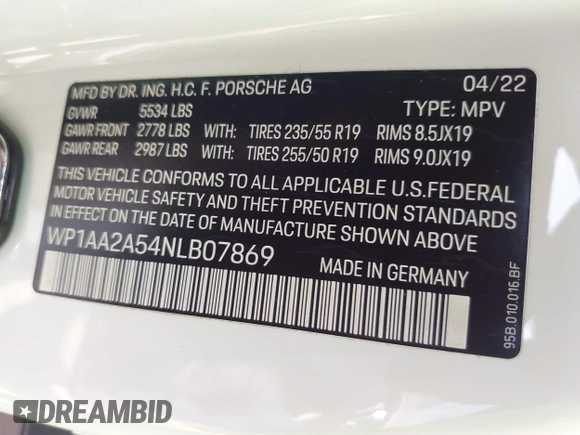 MFD BY DR. ING. H.C. F. PORSCHE AG 04/22
GVWR 5534 LBS TYPE: MPV
GAWR FRONT 2778 LBS WITH: TIRES 235/55 R19 RIMS 8.5JX19
GAWR REAR 2987 LBS WITH: TIRES 255/50 R19 RIMS 9.0JX19
THIS VEHICLE CONFORMS TO ALL APPLICABLE U.S.FEDERAL
MOTOR VEHICLE SAFETY AND THEFT PREVENTION STANDARDS
IN EFFECT ON THE DATE OF MANUFACTURE SHOWN ABOVE.
WP1AA2A54NLB07869 MADE IN GERMANY
95B.010.016.BF
DREAMBID